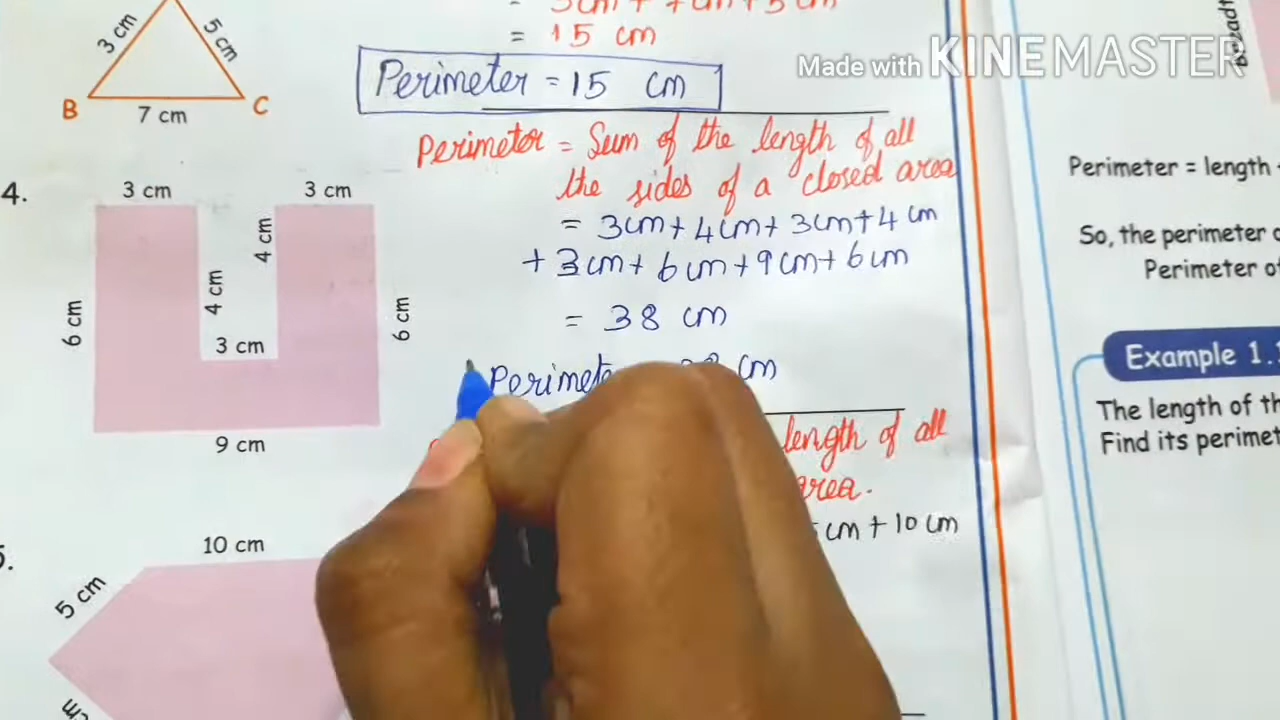 = 15 cm
Perimeter = 15 cm
3 cm
5 cm
B
7 cm
C
Made with KINEMASTER
Perimeter = Sum of the length of all
the sides of a closed area
= 3cm + 4cm + 3cm + 4cm
+ 3cm + 6cm + 9cm + 6cm
= 38 cm
Perimeter cm
4.
3 cm
3 cm
4 cm
4 cm
6 cm
6 cm
3 cm
9 cm
length of all
area.
cm + 10 cm
10 cm
5 cm
Perimeter = length
So, the perimeter
Perimeter of
Example 1.
The length of th
Find its perimet